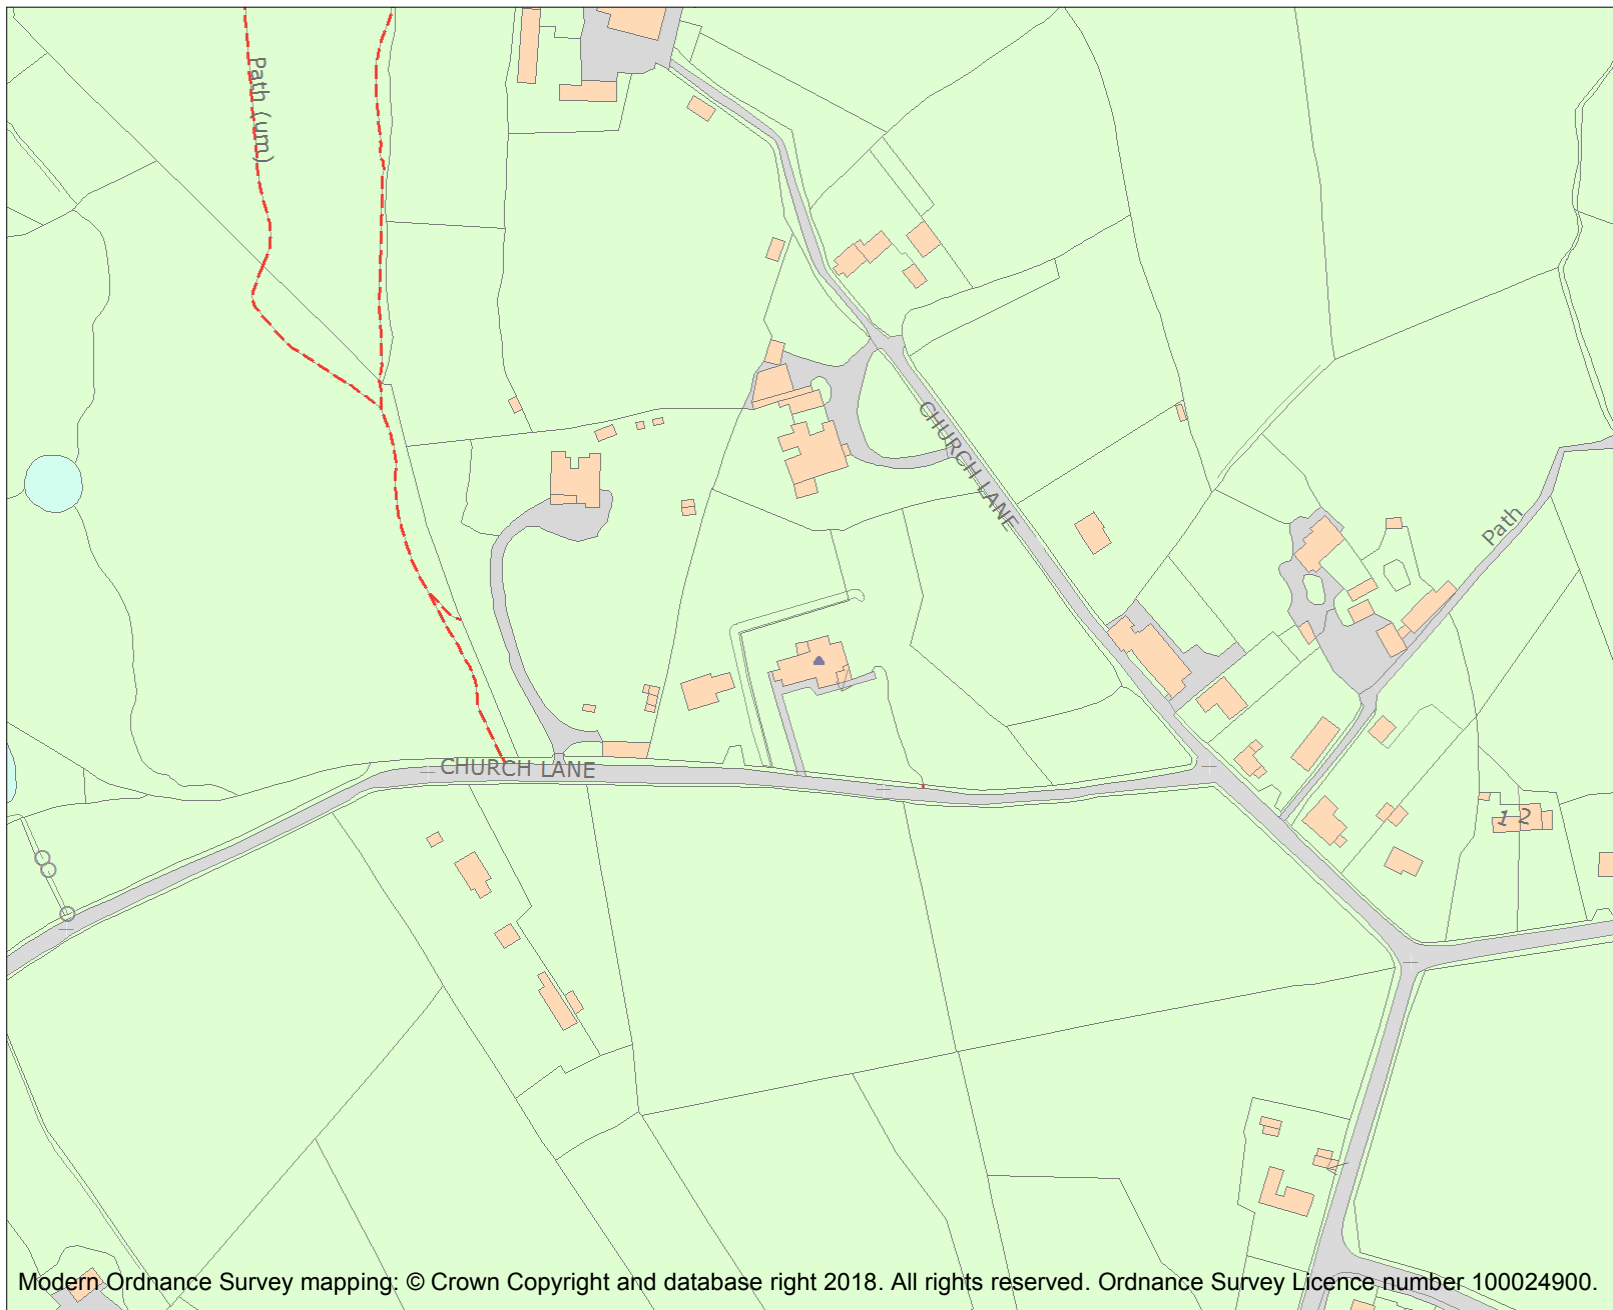 Path (um)
CHURCH LANE
Path
CHURCH LANE
1 2
Modern Ordnance Survey mapping: © Crown Copyright and database right 2018. All rights reserved. Ordnance Survey Licence number 100024900.